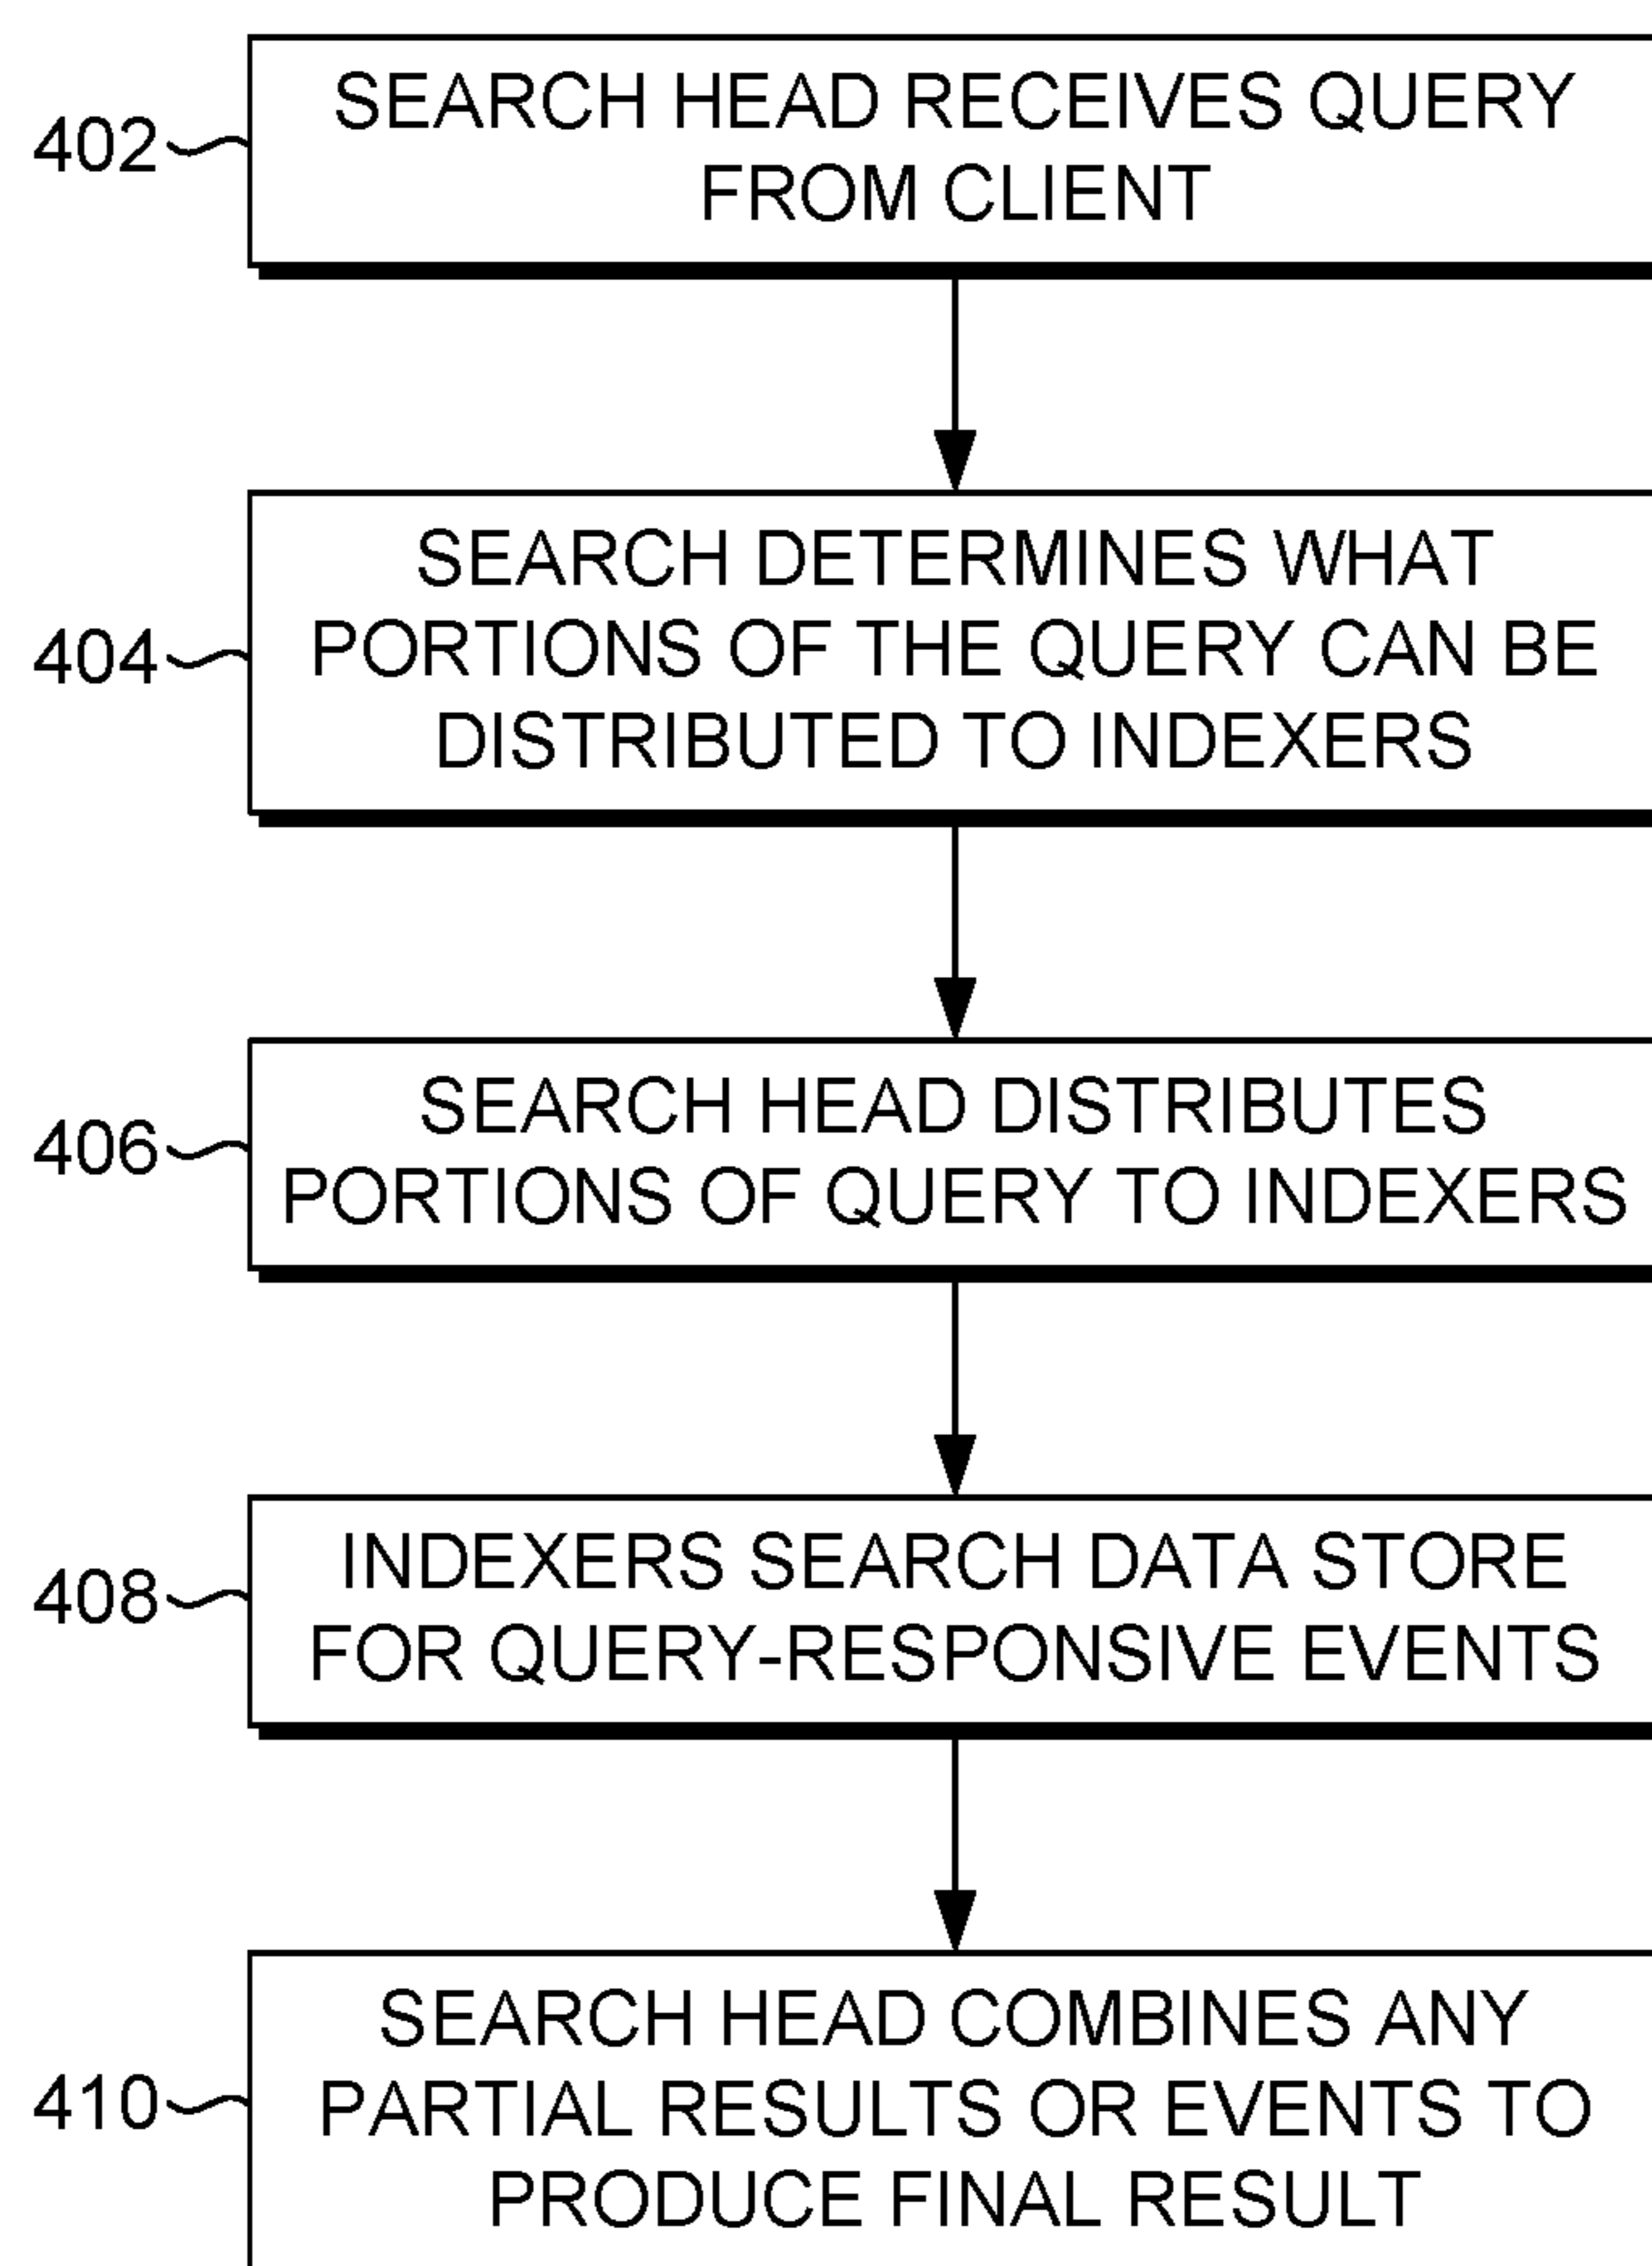 402
SEARCH HEAD RECEIVES QUERY
FROM CLIENT
404
SEARCH DETERMINES WHAT
PORTIONS OF THE QUERY CAN BE
DISTRIBUTED TO INDEXERS
406
SEARCH HEAD DISTRIBUTES
PORTIONS OF QUERY TO INDEXERS
408
INDEXERS SEARCH DATA STORE
FOR QUERY-RESPONSIVE EVENTS
410
SEARCH HEAD COMBINES ANY
PARTIAL RESULTS OR EVENTS TO
PRODUCE FINAL RESULT